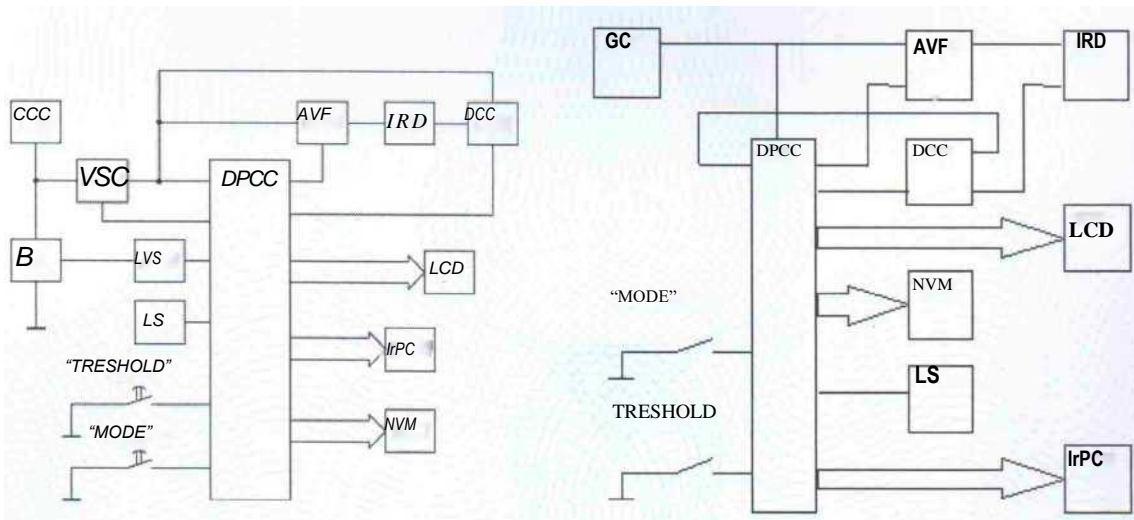 CCC
AVF
IRD
DCC
VSC
DPCC
B
LVS
LCD
LS
IrPC
"TRESHOLD"
NVM
"MODE"
GC
AVF
IRD
DPCC
DCC
LCD
"MODE"
NVM
TRESHOLD
LS
IrPC